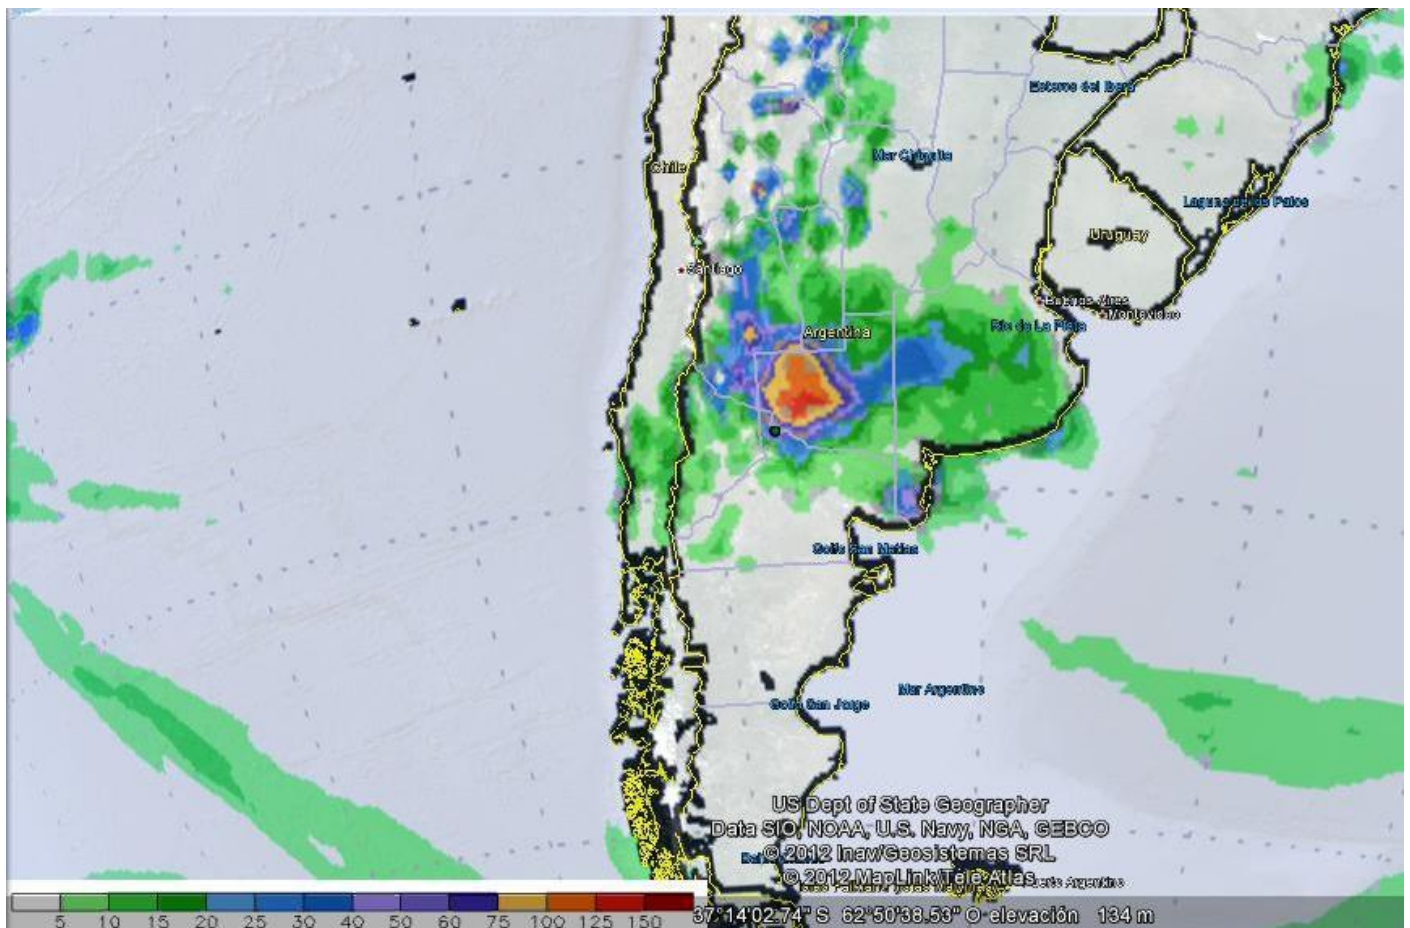 Esteros del Iberá
Mar Chiquita
Chile
Laguna de los Patos
Uruguay
Santiago
Buenos Aires
Montevideo
Río de La Plata
Argentina
Golfo San Matías
Mar Argentino
Golfo San Jorge
US Dept of State Geographer
Data SIO, NOAA, U.S. Navy, NGA, GEBCO
© 2012 Inav/Geosistemas SRL
© 2012 MapLink/Tele Atlas
Puerto Argentino
5 10 15 20 25 30 40 50 60 75 100 125 150
37°14'02.74" S 62°50'38.53" O elevación 134 m